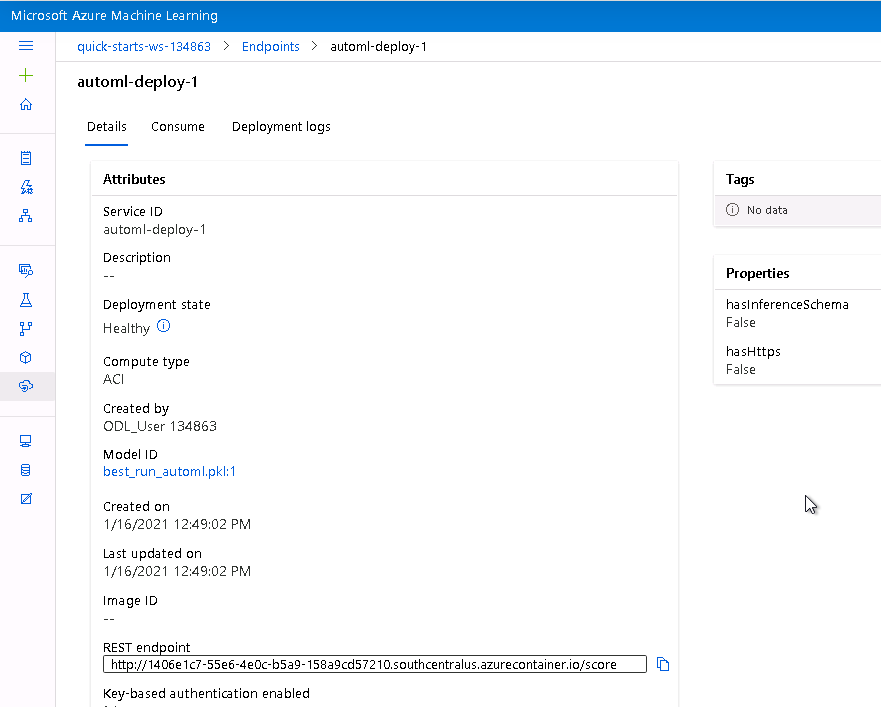 Microsoft Azure Machine Learning
quick-starts-ws-134863 > Endpoints > automl-deploy-1
automl-deploy-1
Details Consume Deployment logs
Attributes
Service ID
automl-deploy-1
Description
--
Deployment state
Healthy
Compute type
ACI
Created by
ODL_User 134863
Model ID
best_run_automl.pkl:1
Created on
1/16/2021 12:49:02 PM
Last updated on
1/16/2021 12:49:02 PM
Image ID
--
REST endpoint
http://1406e1c7-55e6-4e0c-b5a9-158a9cd57210.southcentralus.azurecontainer.io/score
Key-based authentication enabled
Tags
No data
Properties
hasInferenceSchema
False
hasHttps
False